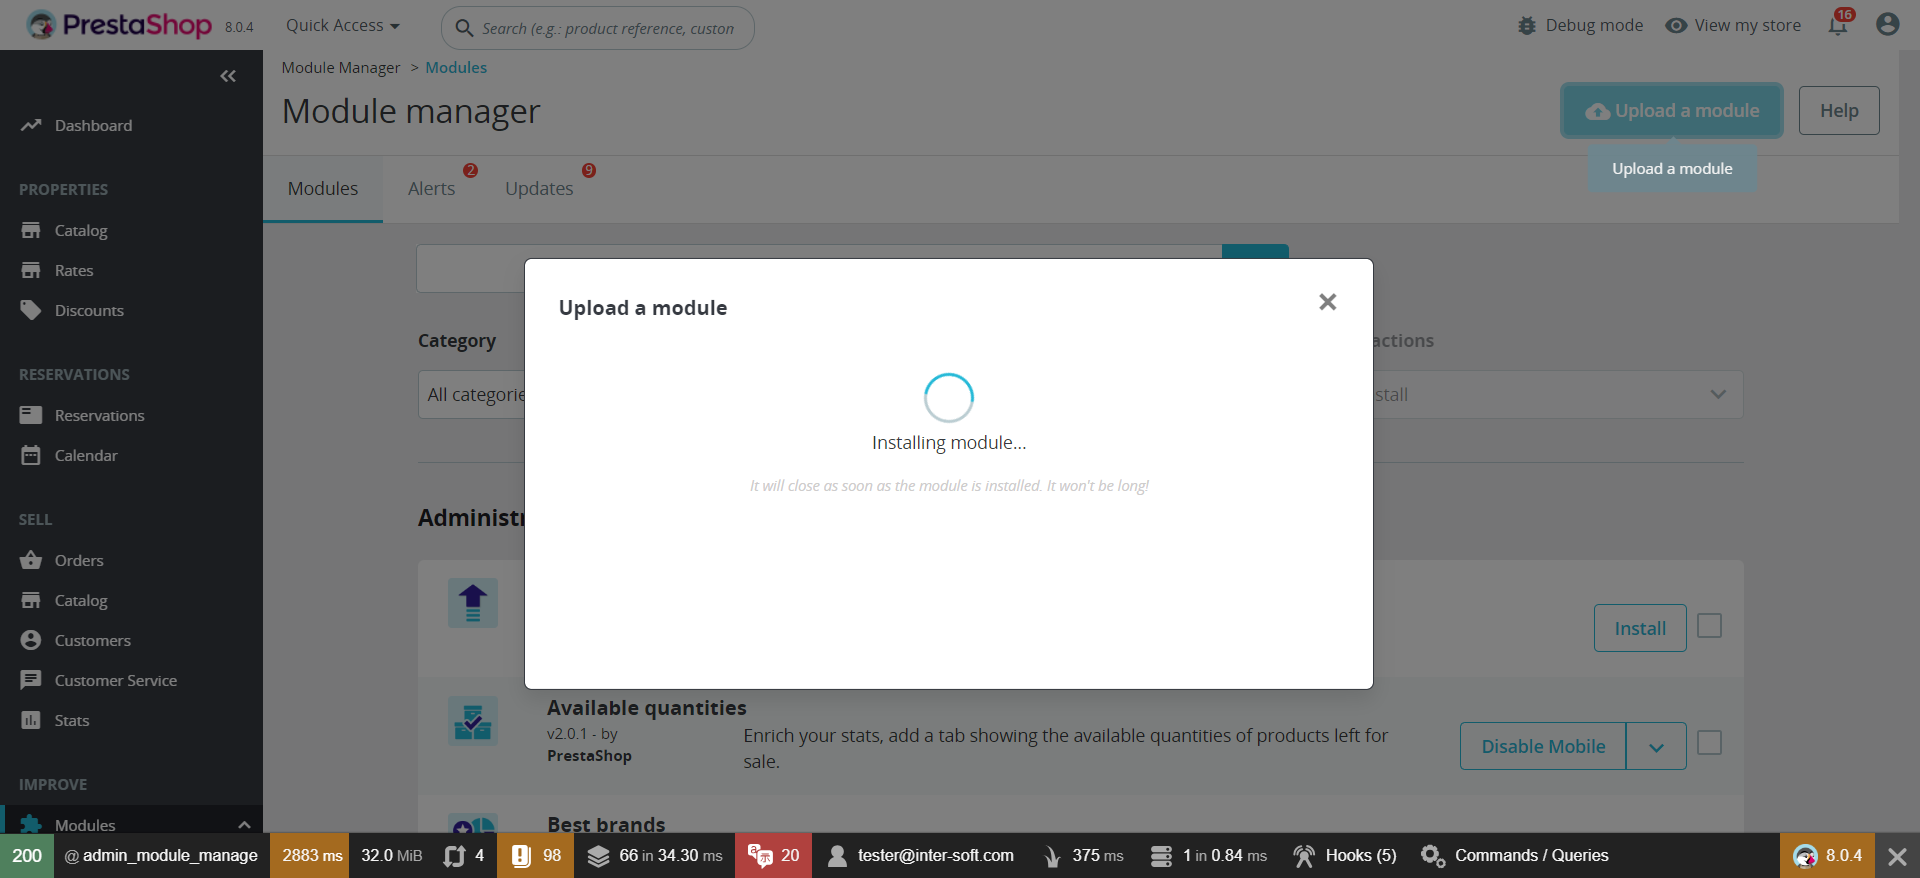 PrestaShop 8.0.4 Quick Access Search (e.g.: product reference, custon Debug mode View my store 16
Module Manager > Modules
Module manager
Upload a module Help
Upload a module
Modules Alerts 2 Updates 9
Dashboard
PROPERTIES
Catalog
Rates
Discounts
RESERVATIONS
Reservations
Calendar
SELL
Orders
Catalog
Customers
Customer Service
Stats
IMPROVE
Modules
Upload a module
Installing module...
It will close as soon as the module is installed. It won't be long!
Category actions
All categorie stall
Administr
Install
Available quantities
v2.0.1 - by
PrestaShop
Enrich your stats, add a tab showing the available quantities of products left for
sale.
Disable Mobile
Best brands
200 @ admin_module_manage 2883 ms 32.0 MiB 4 98 66 in 34.30 ms 20 tester@inter-soft.com 375 ms 1 in 0.84 ms Hooks (5) Commands / Queries 8.0.4